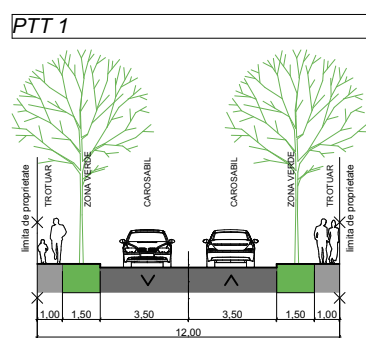 PTT 1
limita de proprietate
TROTUAR
ZONA VERDE
CAROSABIL
CAROSABIL
ZONA VERDE
TROTUAR
limita de proprietate
1,00 1,50 3,50 3,50 1,50 1,00
12,00